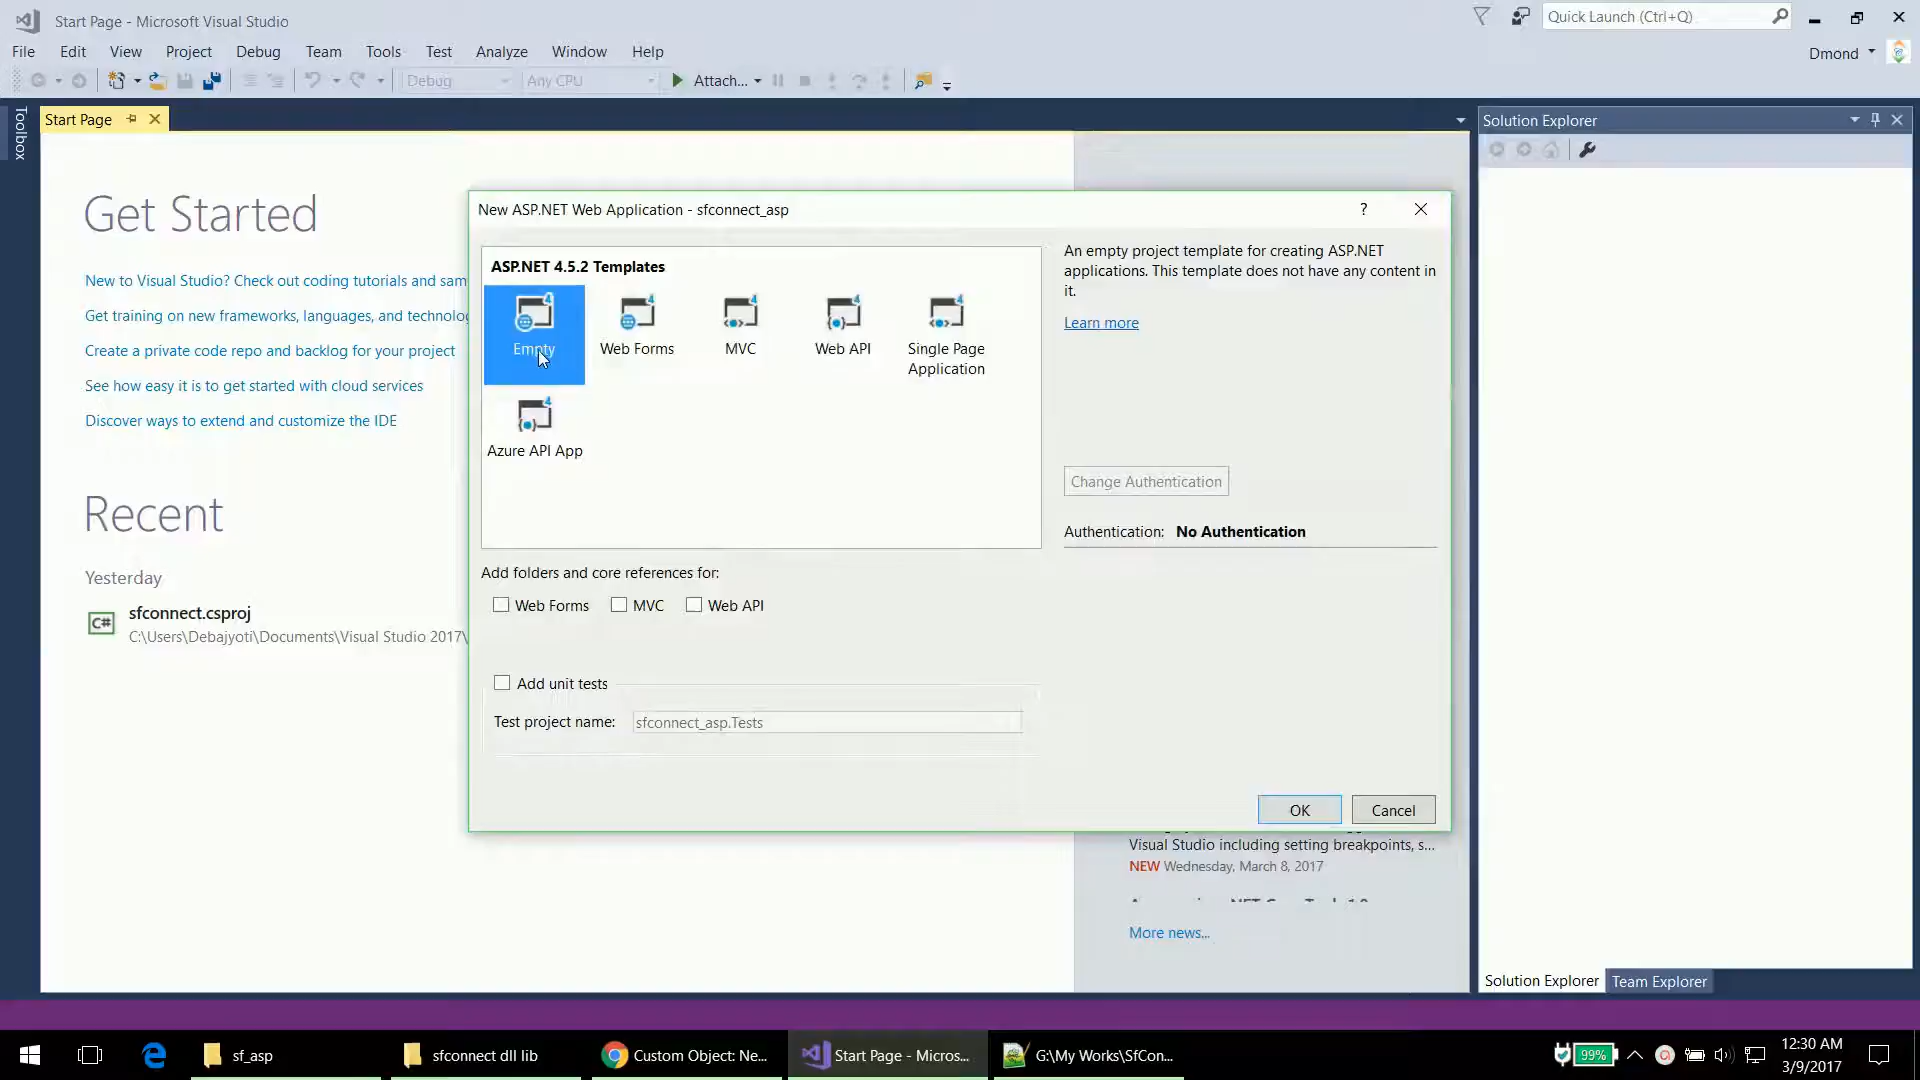 Start Page - Microsoft Visual Studio
Quick Launch (Ctrl+Q)
File Edit View Project Debug Team Tools Test Analyze Window Help
Dmond
Debug Any CPU Attach...
Toolbox
Start Page
Solution Explorer
Get Started
New to Visual Studio? Check out coding tutorials and sam
Get training on new frameworks, languages, and technolog
Create a private code repo and backlog for your project
See how easy it is to get started with cloud services
Discover ways to extend and customize the IDE
Recent
Yesterday
C# sfconnect.csproj
C:\Users\Debajyoti\Documents\Visual Studio 2017\
New ASP.NET Web Application - sfconnect_asp
?
ASP.NET 4.5.2 Templates
Empty
Web Forms
MVC
Web API
Single Page
Application
Azure API App
An empty project template for creating ASP.NET
applications. This template does not have any content in
it.
Learn more
Change Authentication
Authentication: No Authentication
Add folders and core references for:
Web Forms MVC Web API
Add unit tests
Test project name: sfconnect_asp.Tests
OK Cancel
Visual Studio including setting breakpoints, s...
NEW Wednesday, March 8, 2017
More news...
Solution Explorer Team Explorer
sf_asp
sfconnect dll lib
Custom Object: Ne...
Start Page - Micros...
G:\My Works\SfCon...
99%
12:30 AM
3/9/2017